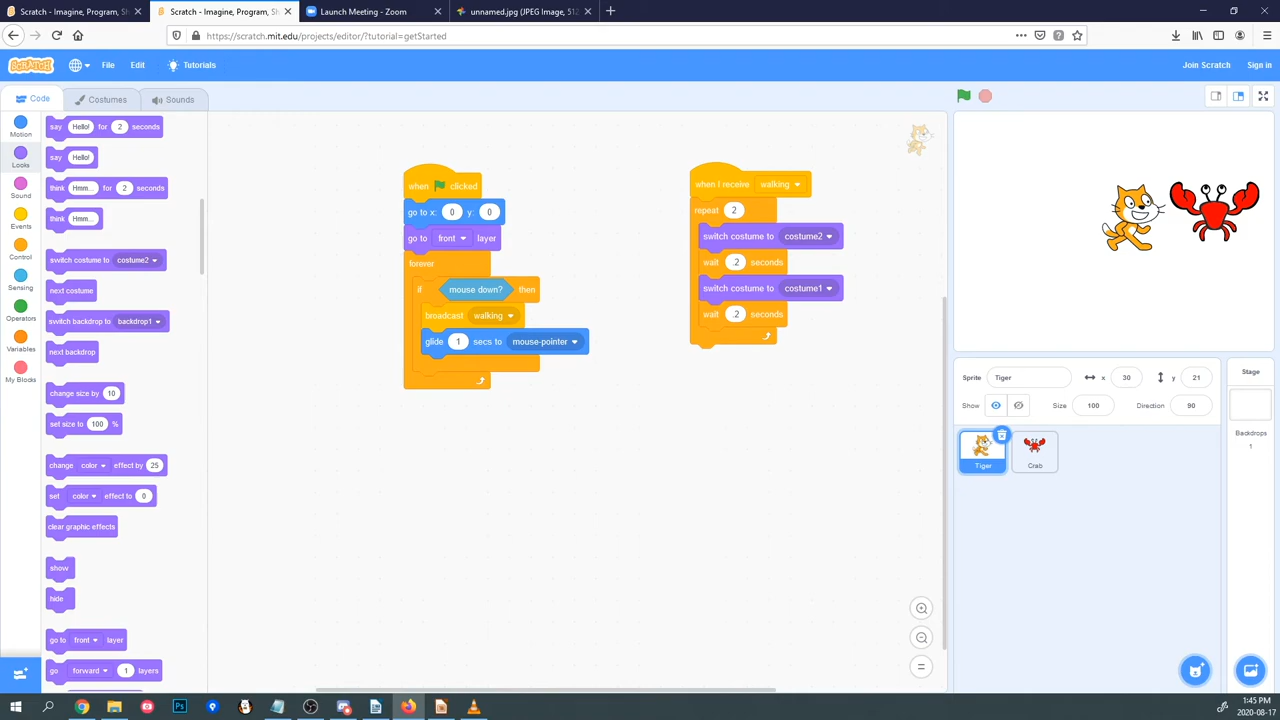 Scratch - Imagine, Program, S
Scratch - Imagine, Program, Sh
Launch Meeting - Zoom
unnamed.jpg (JPEG Image, 512
https://scratch.mit.edu/projects/editor/?tutorial=getStarted
SCRATCH
File
Edit
Tutorials
Join Scratch
Sign in
Code
Costumes
Sounds
Motion
Looks
Sound
Events
Control
Sensing
Operators
Variables
My Blocks
say Hello! for 2 seconds
say Hello!
think Hmm... for 2 seconds
think Hmm...
switch costume to costume2
next costume
switch backdrop to backdrop1
next backdrop
change size by 10
set size to 100 %
change color effect by 25
set color effect to 0
clear graphic effects
show
hide
go to front layer
go forward 1 layers
when clicked
go to x: 0 y: 0
go to front layer
forever
if mouse down? then
broadcast walking
glide 1 secs to mouse-pointer
when I receive walking
repeat 2
switch costume to costume2
wait .2 seconds
switch costume to costume1
wait .2 seconds
Sprite Tiger x 30 y 21
Show Size 100 Direction 90
Tiger
Crab
Stage
Backdrops
1
1:45 PM
2020-08-17